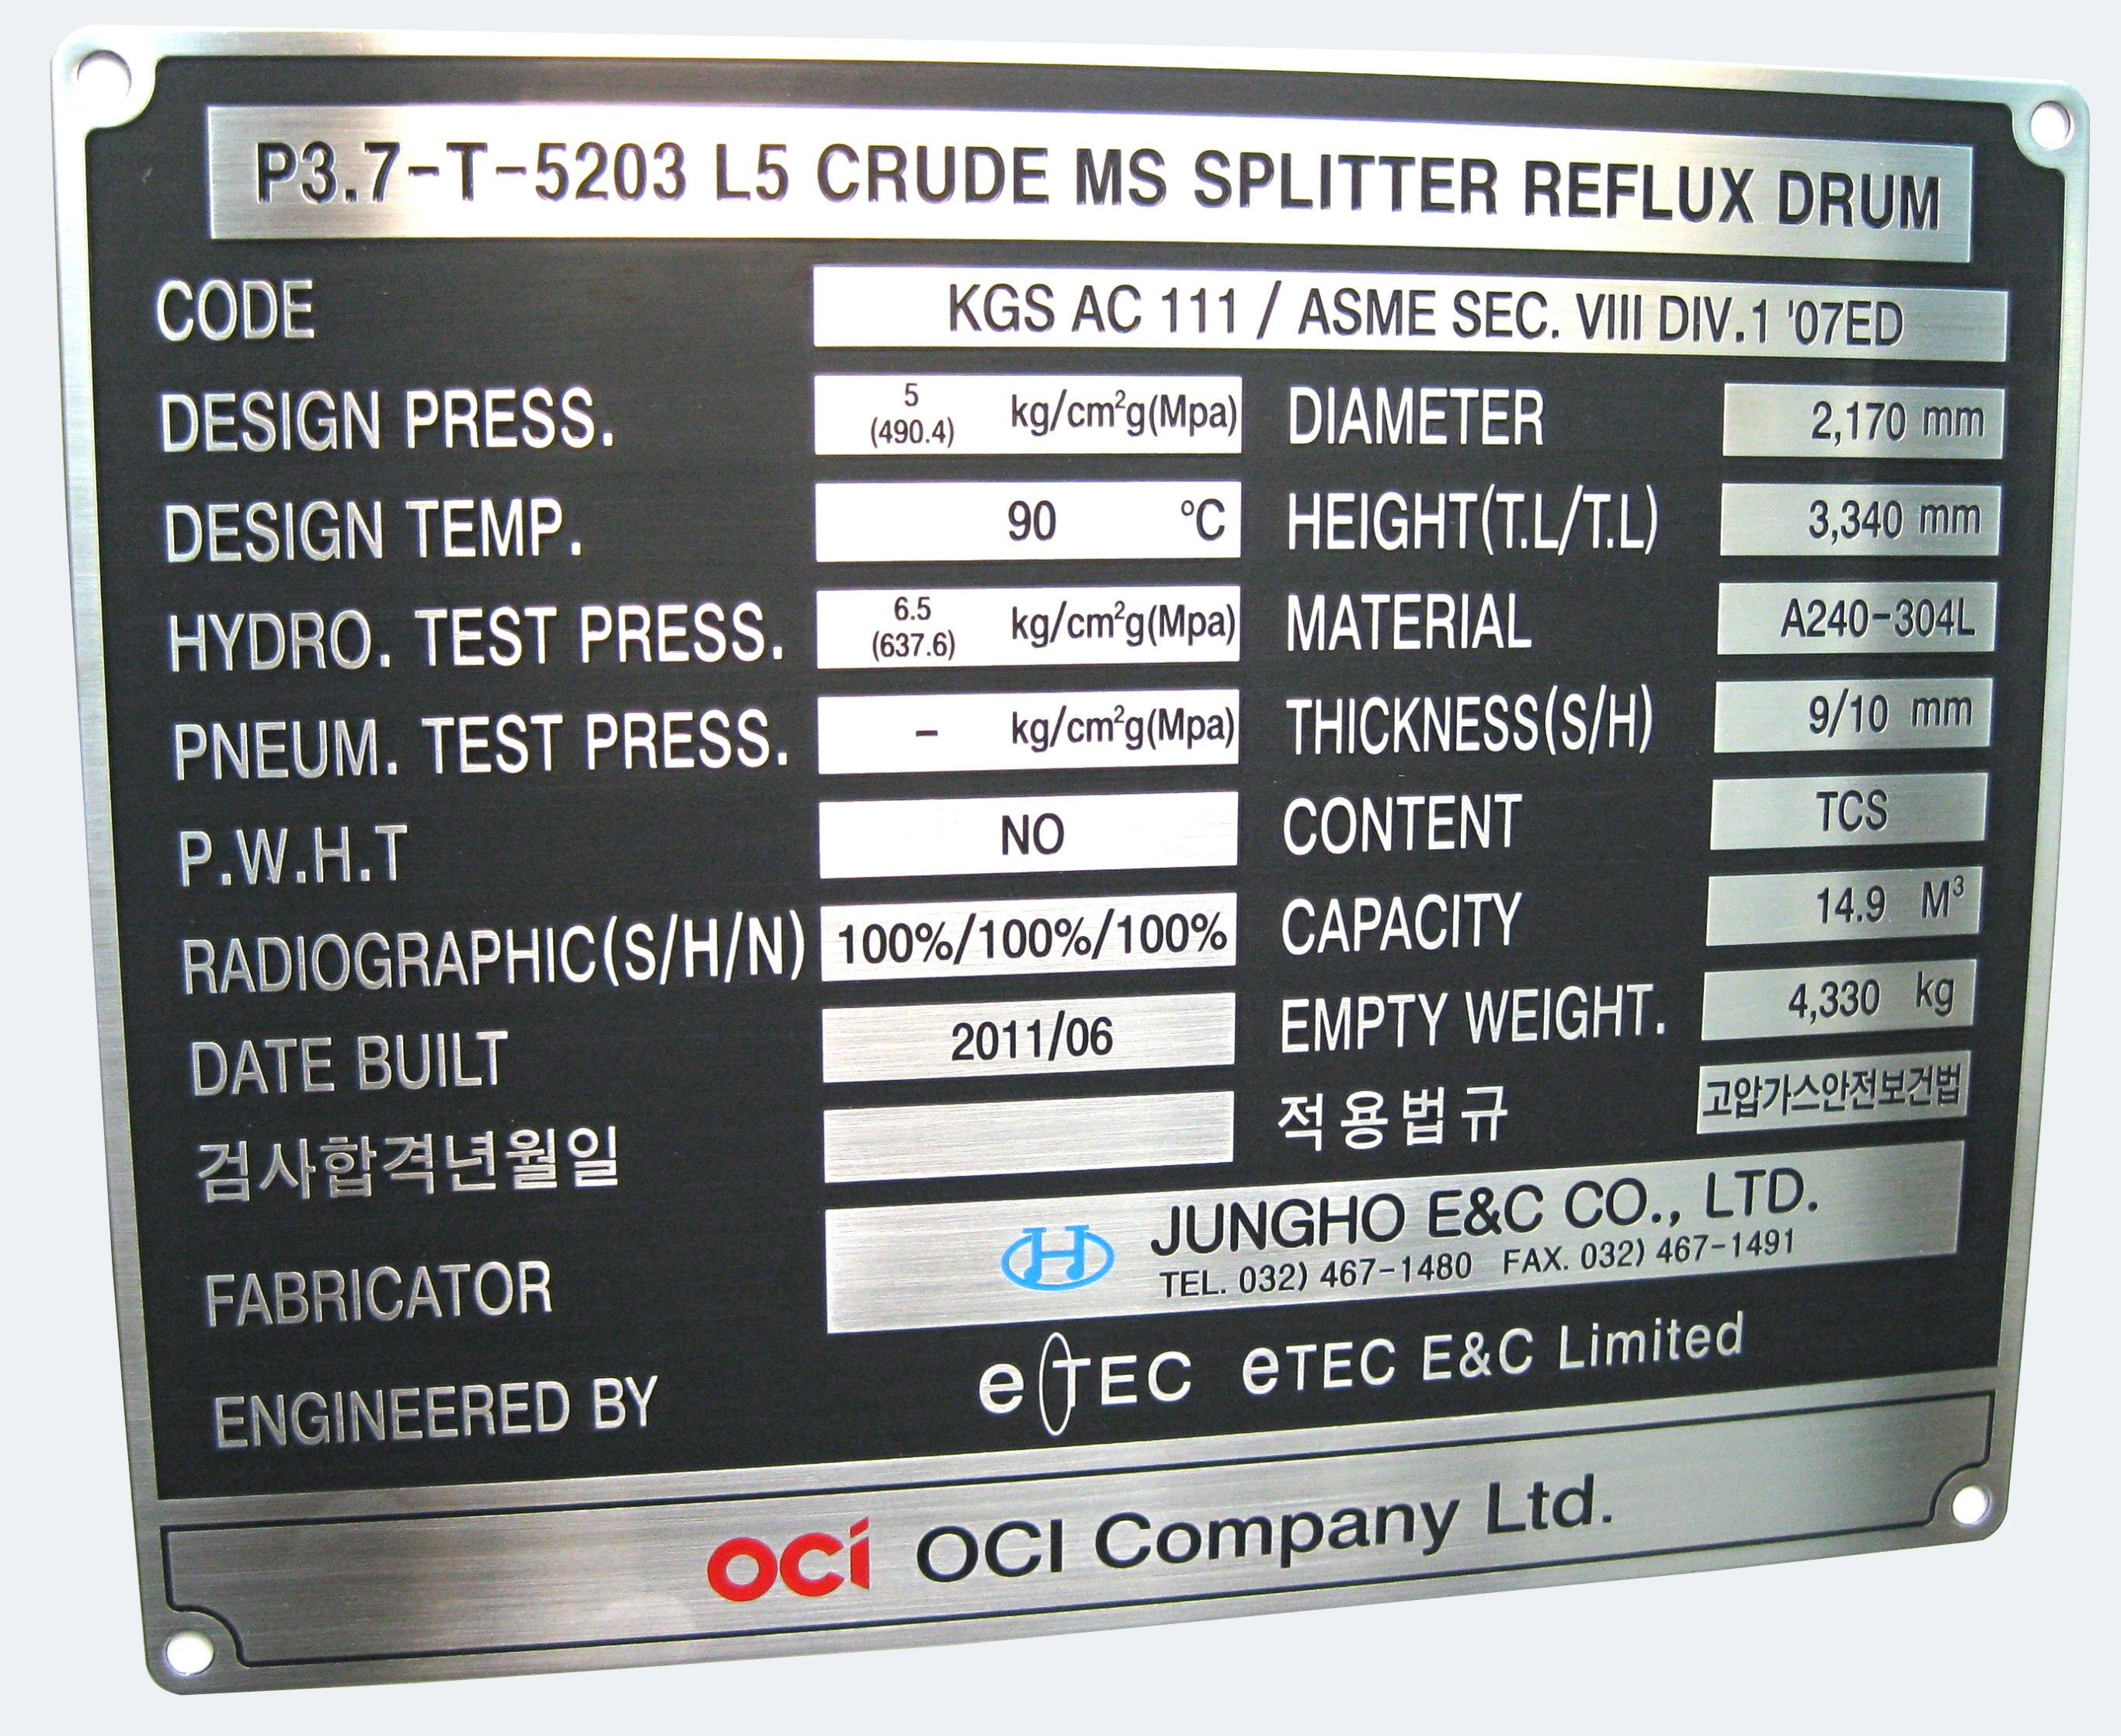 P3.7-T-5203 L5 CRUDE MS SPLITTER REFLUX DRUM
CODE KGS AC 111 / ASME SEC. VIII DIV.1 '07ED
DESIGN PRESS. 5 (490.4) kg/cm²g(Mpa) DIAMETER 2,170 mm
DESIGN TEMP. 90 °C HEIGHT(T.L/T.L) 3,340 mm
HYDRO. TEST PRESS. 6.5 (637.6) kg/cm²g(Mpa) MATERIAL A240-304L
PNEUM. TEST PRESS. - kg/cm²g(Mpa) THICKNESS(S/H) 9/10 mm
P.W.H.T NO CONTENT TCS
RADIOGRAPHIC(S/H/N) 100%/100%/100% CAPACITY 14.9 M³
DATE BUILT 2011/06 EMPTY WEIGHT. 4,330 kg
검사합격년월일 적용법규 고압가스안전보건법
FABRICATOR JUNGHO E&C CO., LTD.
TEL. 032) 467-1480 FAX. 032) 467-1491
ENGINEERED BY eTEC eTEC E&C Limited
oci OCI Company Ltd.